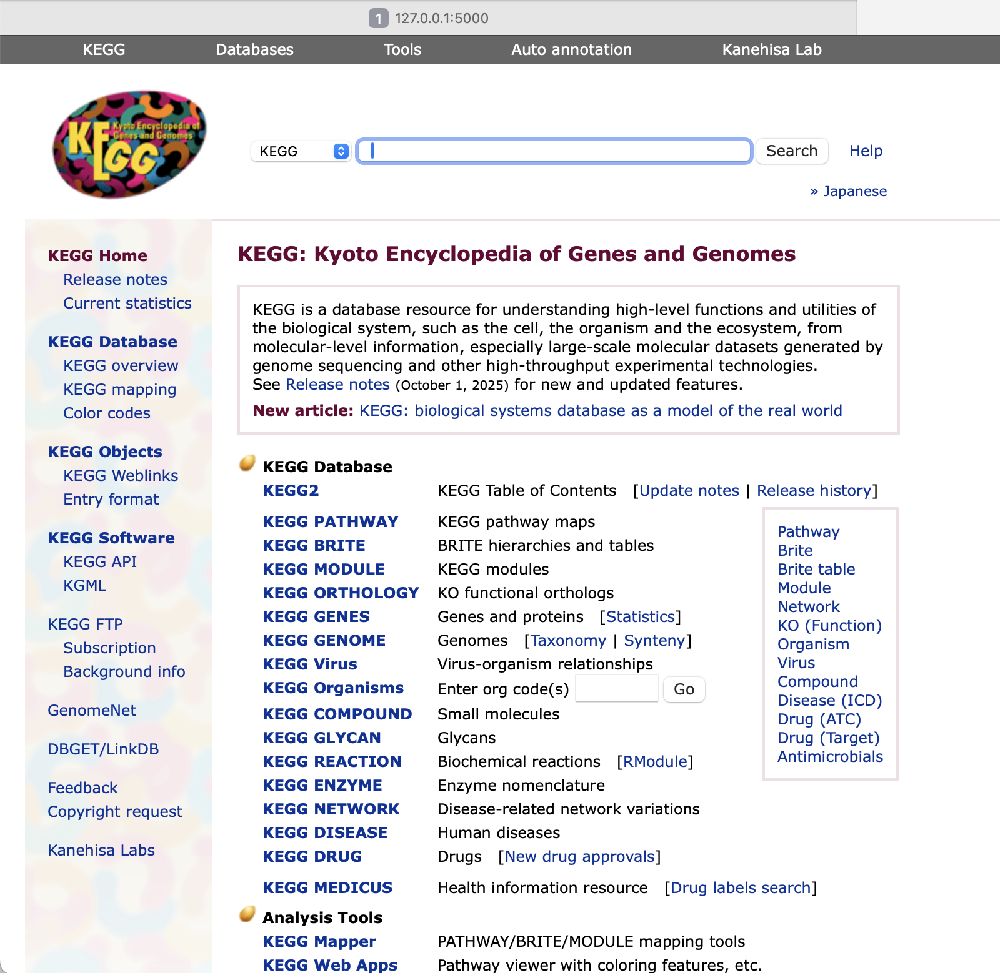 1 127.0.0.1:5000
KEGG Databases Tools Auto annotation Kanehisa Lab
KEGG
Kyoto Encyclopedia of
Genes and Genomes
KEGG Search Help
» Japanese
KEGG Home
Release notes
Current statistics
KEGG Database
KEGG overview
KEGG mapping
Color codes
KEGG Objects
KEGG Weblinks
Entry format
KEGG Software
KEGG API
KGML
KEGG FTP
Subscription
Background info
GenomeNet
DBGET/LinkDB
Feedback
Copyright request
Kanehisa Labs
KEGG: Kyoto Encyclopedia of Genes and Genomes
KEGG is a database resource for understanding high-level functions and utilities of
the biological system, such as the cell, the organism and the ecosystem, from
molecular-level information, especially large-scale molecular datasets generated by
genome sequencing and other high-throughput experimental technologies.
See Release notes (October 1, 2025) for new and updated features.
New article: KEGG: biological systems database as a model of the real world
KEGG Database
KEGG2 KEGG Table of Contents [Update notes | Release history]
KEGG PATHWAY KEGG pathway maps
KEGG BRITE BRITE hierarchies and tables
KEGG MODULE KEGG modules
KEGG ORTHOLOGY KO functional orthologs
KEGG GENES Genes and proteins [Statistics]
KEGG GENOME Genomes [Taxonomy | Synteny]
KEGG Virus Virus-organism relationships
KEGG Organisms Enter org code(s) Go
KEGG COMPOUND Small molecules
KEGG GLYCAN Glycans
KEGG REACTION Biochemical reactions [RModule]
KEGG ENZYME Enzyme nomenclature
KEGG NETWORK Disease-related network variations
KEGG DISEASE Human diseases
KEGG DRUG Drugs [New drug approvals]
KEGG MEDICUS Health information resource [Drug labels search]
Pathway
Brite
Brite table
Module
Network
KO (Function)
Organism
Virus
Compound
Disease (ICD)
Drug (ATC)
Drug (Target)
Antimicrobials
Analysis Tools
KEGG Mapper PATHWAY/BRITE/MODULE mapping tools
KEGG Web Apps Pathway viewer with coloring features, etc.